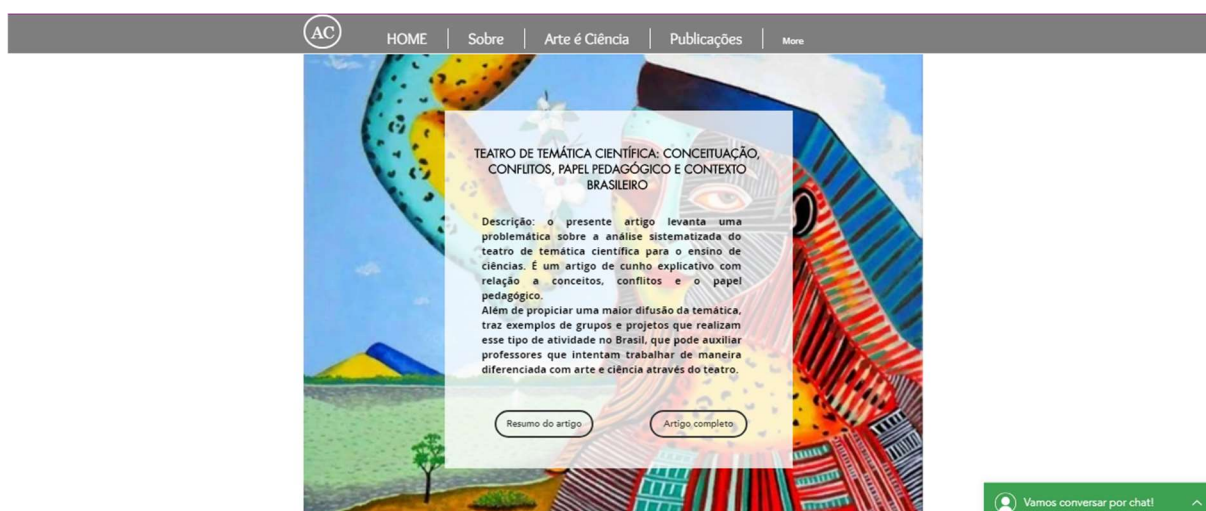 AC
HOME
Sobre
Arte é Ciência
Publicações
More
TEATRO DE TEMÁTICA CIENTÍFICA: CONCEITUAÇÃO,
CONFLITOS, PAPEL PEDAGÓGICO E CONTEXTO
BRASILEIRO
Descrição: o presente artigo levanta uma
problemática sobre a análise sistematizada do
teatro de temática científica para o ensino de
ciências. É um artigo de cunho explicativo com
relação a conceitos, conflitos e o papel
pedagógico.
Além de propiciar uma maior difusão da temática,
traz exemplos de grupos e projetos que realizam
esse tipo de atividade no Brasil, que pode auxiliar
professores que intentam trabalhar de maneira
diferenciada com arte e ciência através do teatro.
Resumo do artigo
Artigo completo
Vamos conversar por chat!